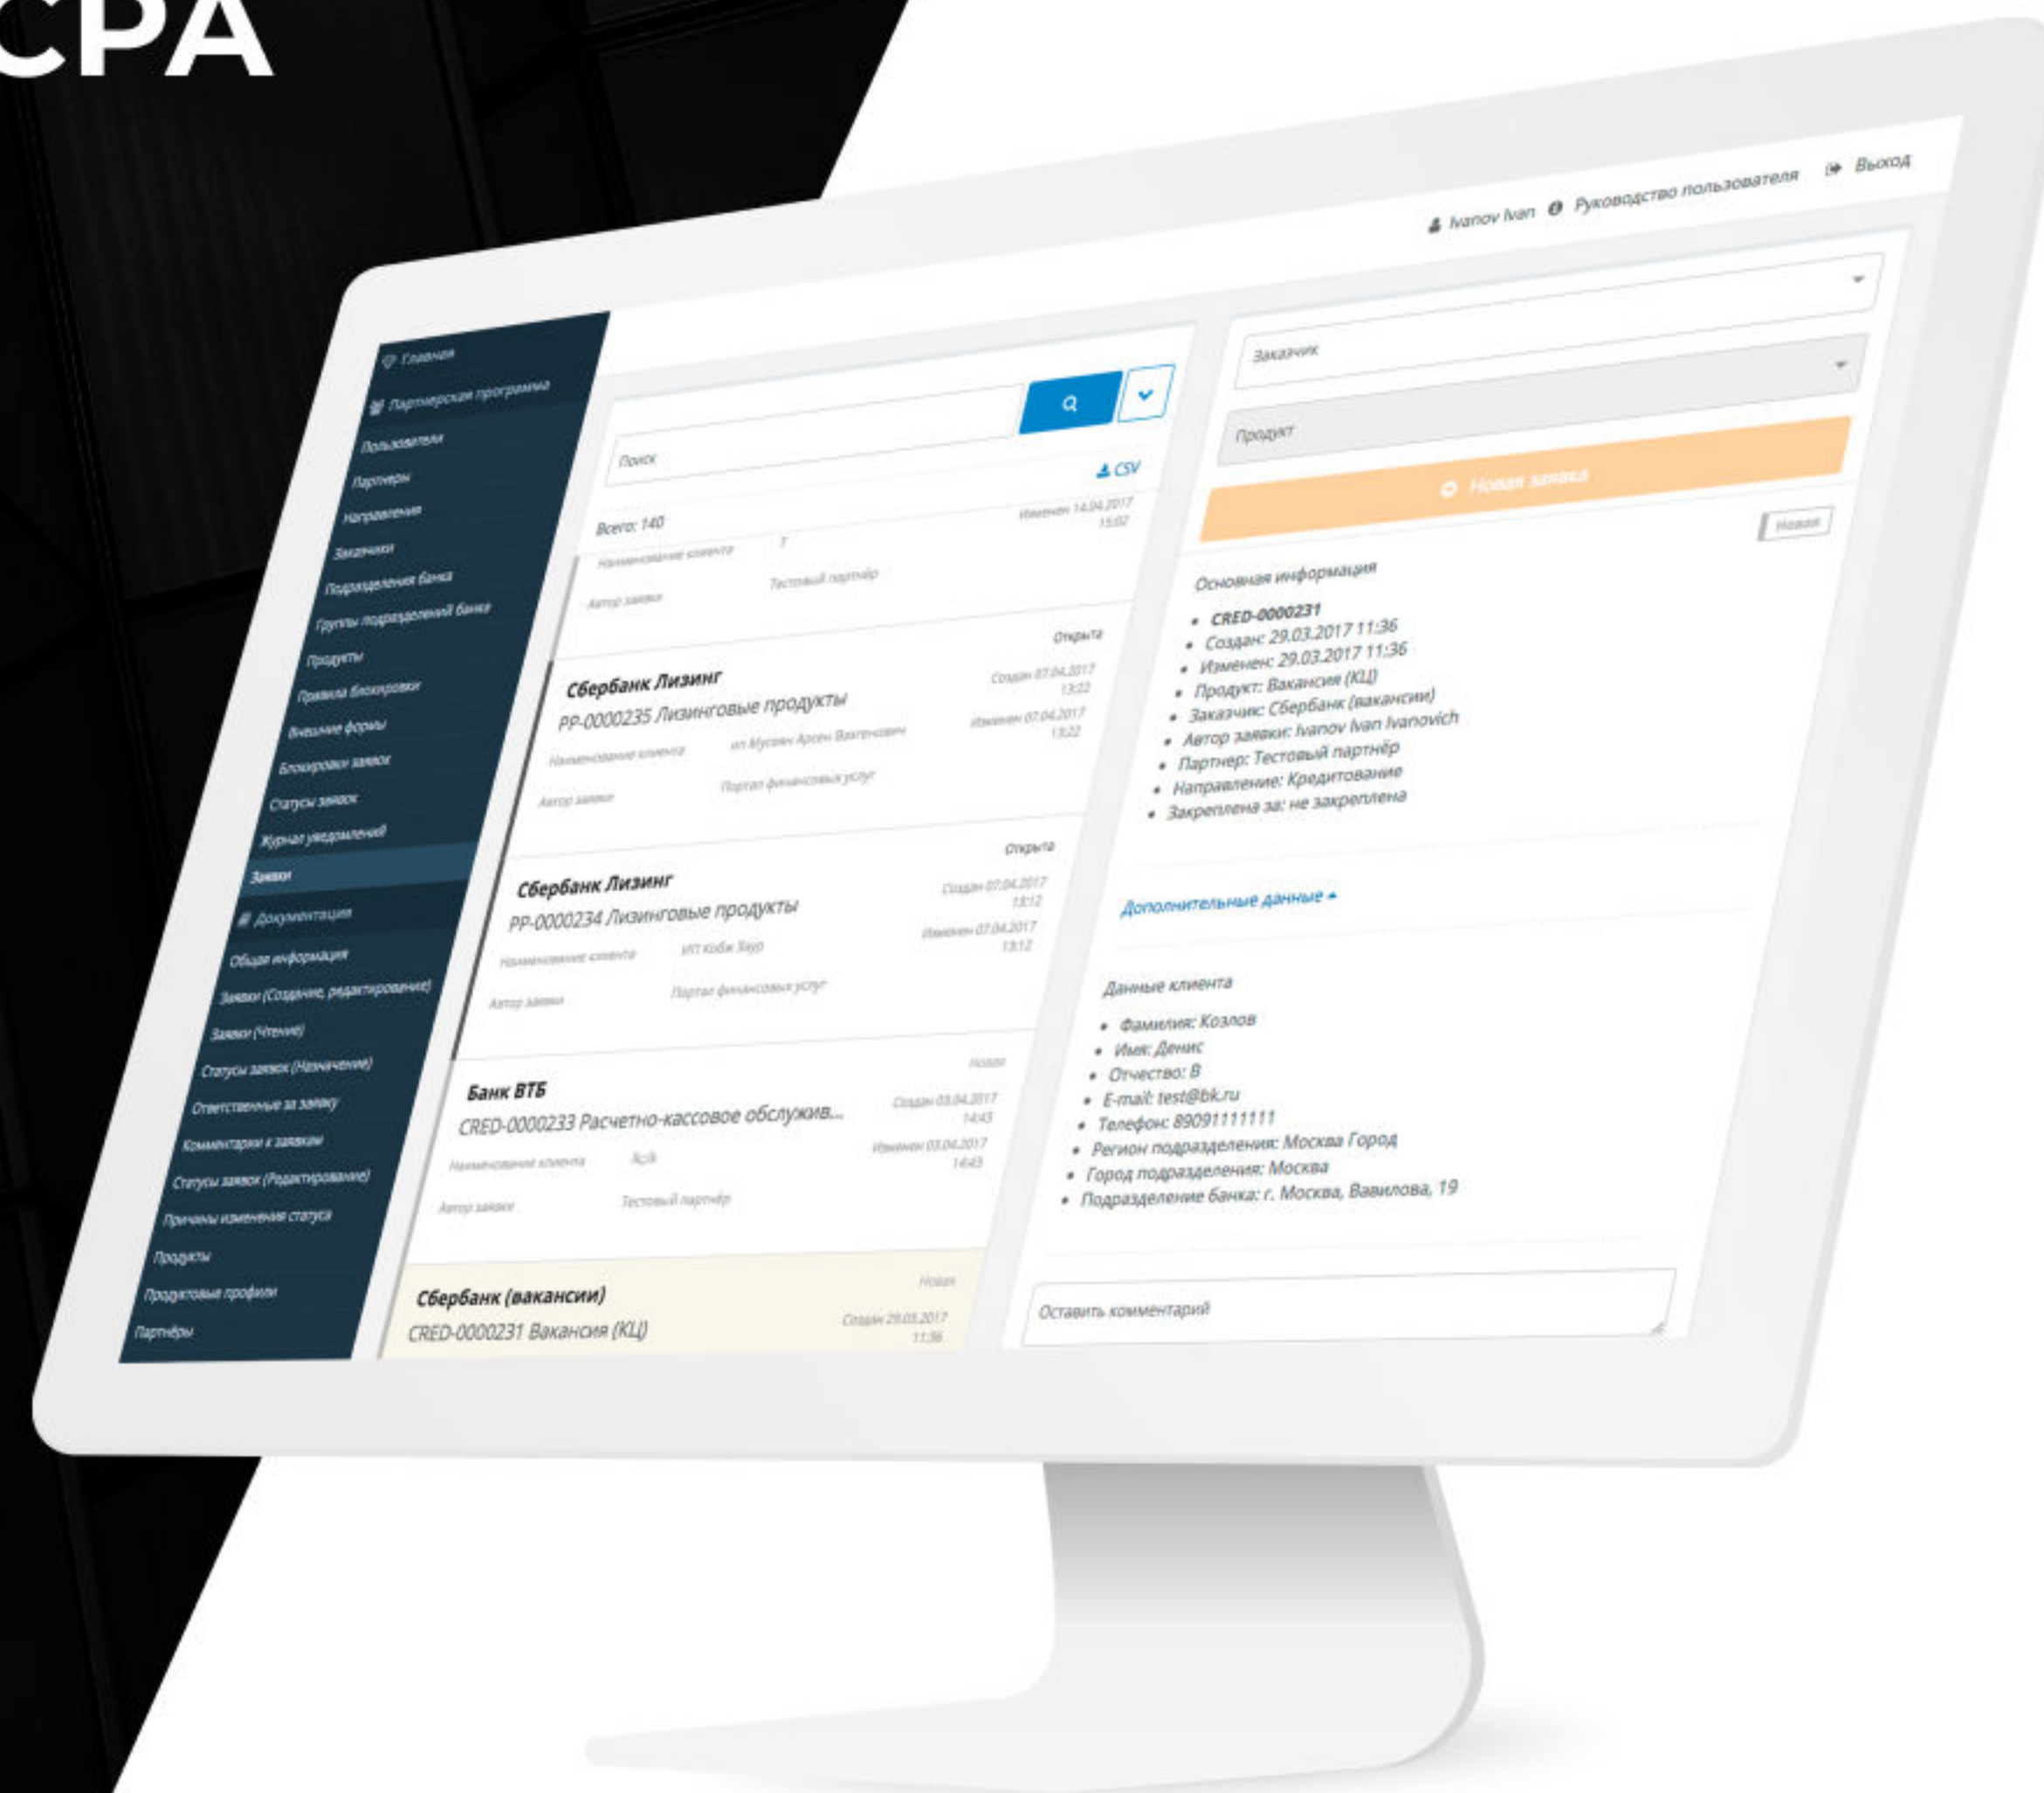 CPA
Ivanov Ivan
Руководство пользователя
Выход
Главная
Партнерская программа
Пользователи
Партнеры
Направления
Заказчики
Подразделения банка
Группы подразделений банка
Продукты
Правила блокировки
Внешние формы
Блокировки заявок
Статусы заявок
Журнал уведомлений
Заявки
Документация
Общая информация
Заявки (Создание, редактирование)
Заявки (Чтение)
Статусы заявок (Назначение)
Ответственные за заявку
Комментарии к заявкам
Статусы заявок (Редактирование)
Причины изменения статуса
Продукты
Продуктовые профили
Партнёры
Поиск
CSV
Всего: 140
Изменен 14.04.2017
15:02
Наименование клиента
Т
Автор заявки
Тестовый партнёр
Открыта
Сбербанк Лизинг
Создан 07.04.2017
13:22
PP-0000235 Лизинговые продукты
Изменен 07.04.2017
13:22
Наименование клиента
ип Мусаян Арсен Вазгенович
Автор заявки
Портал финансовых услуг
Открыта
Сбербанк Лизинг
Создан 07.04.2017
13:12
PP-0000234 Лизинговые продукты
Изменен 07.04.2017
13:12
Наименование клиента
ИП Кобж Заур
Автор заявки
Портал финансовых услуг
Новая
Банк ВТБ
Создан 03.04.2017
14:43
CRED-0000233 Расчетно-кассовое обслужив...
Изменен 03.04.2017
14:43
Наименование клиента
Автор заявки
Тестовый партнёр
Новая
Сбербанк (вакансии)
Создан 29.03.2017
11:36
CRED-0000231 Вакансия (КЦ)
Заказчик
Продукт
Новая заявка
Новая
Основная информация
• CRED-0000231
• Создан: 29.03.2017 11:36
• Изменен: 29.03.2017 11:36
• Продукт: Вакансия (КЦ)
• Заказчик: Сбербанк (вакансии)
• Автор заявки: Ivanov Ivan Ivanovich
• Партнер: Тестовый партнёр
• Направление: Кредитование
• Закреплена за: не закреплена
Дополнительные данные
Данные клиента
• Фамилия: Козлов
• Имя: Денис
• Отчество: В
• E-mail: test@bk.ru
• Телефон: 89091111111
• Регион подразделения: Москва Город
• Город подразделения: Москва
• Подразделение банка: г. Москва, Вавилова, 19
Оставить комментарий